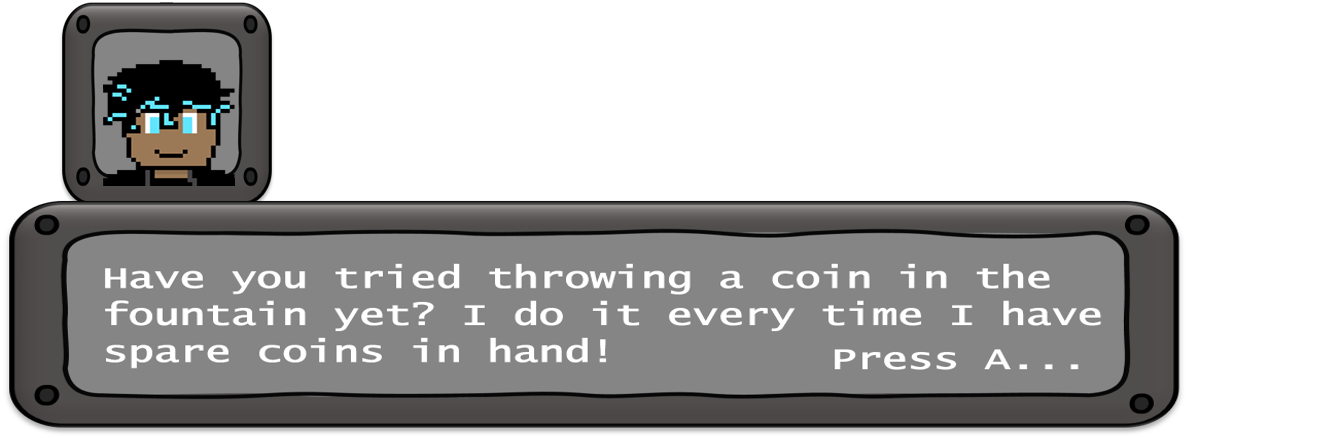 Have you tried throwing a coin in the
fountain yet? I do it every time I have
spare coins in hand!
Press A...